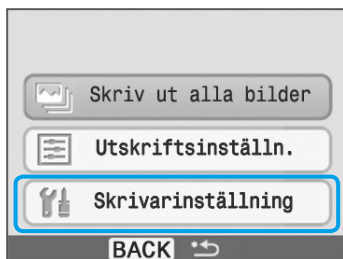 Skriv ut alla bilder
Utskriftsinställn.
Skrivarinställning
BACK